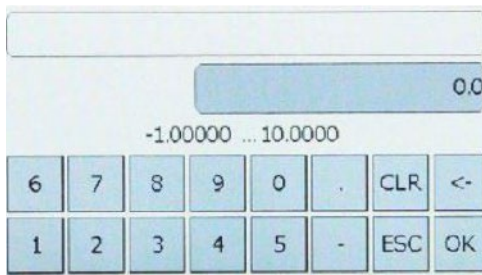 0.0
-1.00000 ... 10.0000
6 7 8 9 0 . CLR <-
1 2 3 4 5 - ESC OK